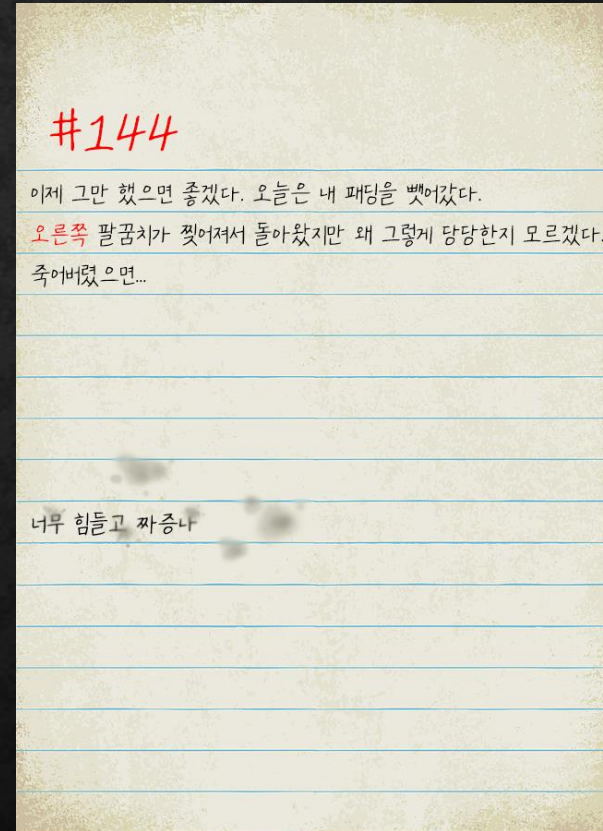 #144
이제 그만 했으면 좋겠다. 오늘은 내 패딩을 뺏어갔다.
오른쪽 팔꿈치가 찢어져서 돌아왔지만 왜 그렇게 당당한지 모르겠다.
죽어버렸으면...
너무 힘들고 짜증나